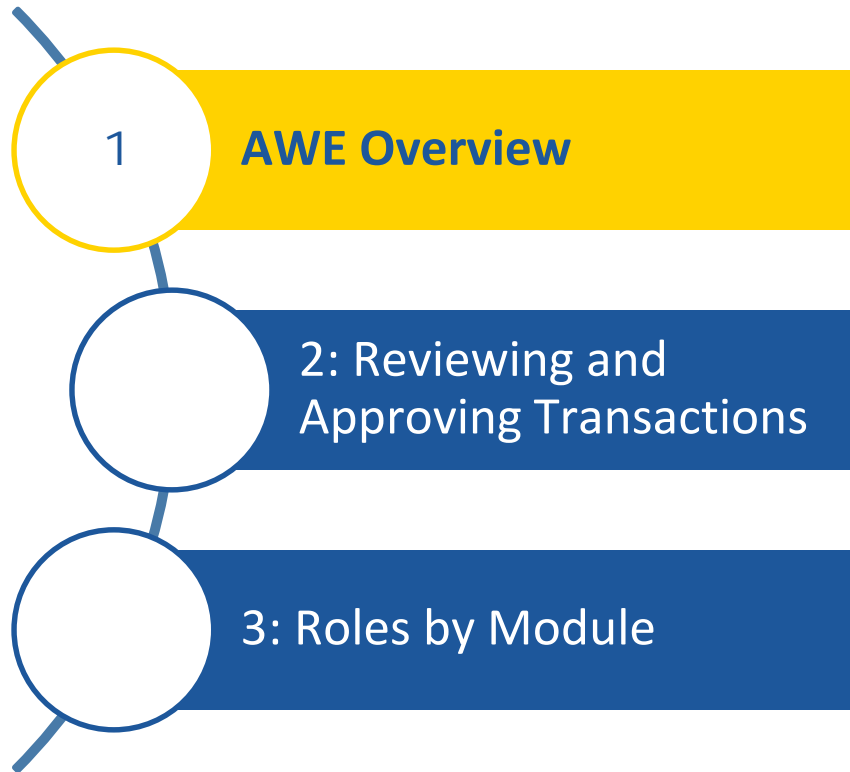 1
AWE Overview
2: Reviewing and
Approving Transactions
3: Roles by Module